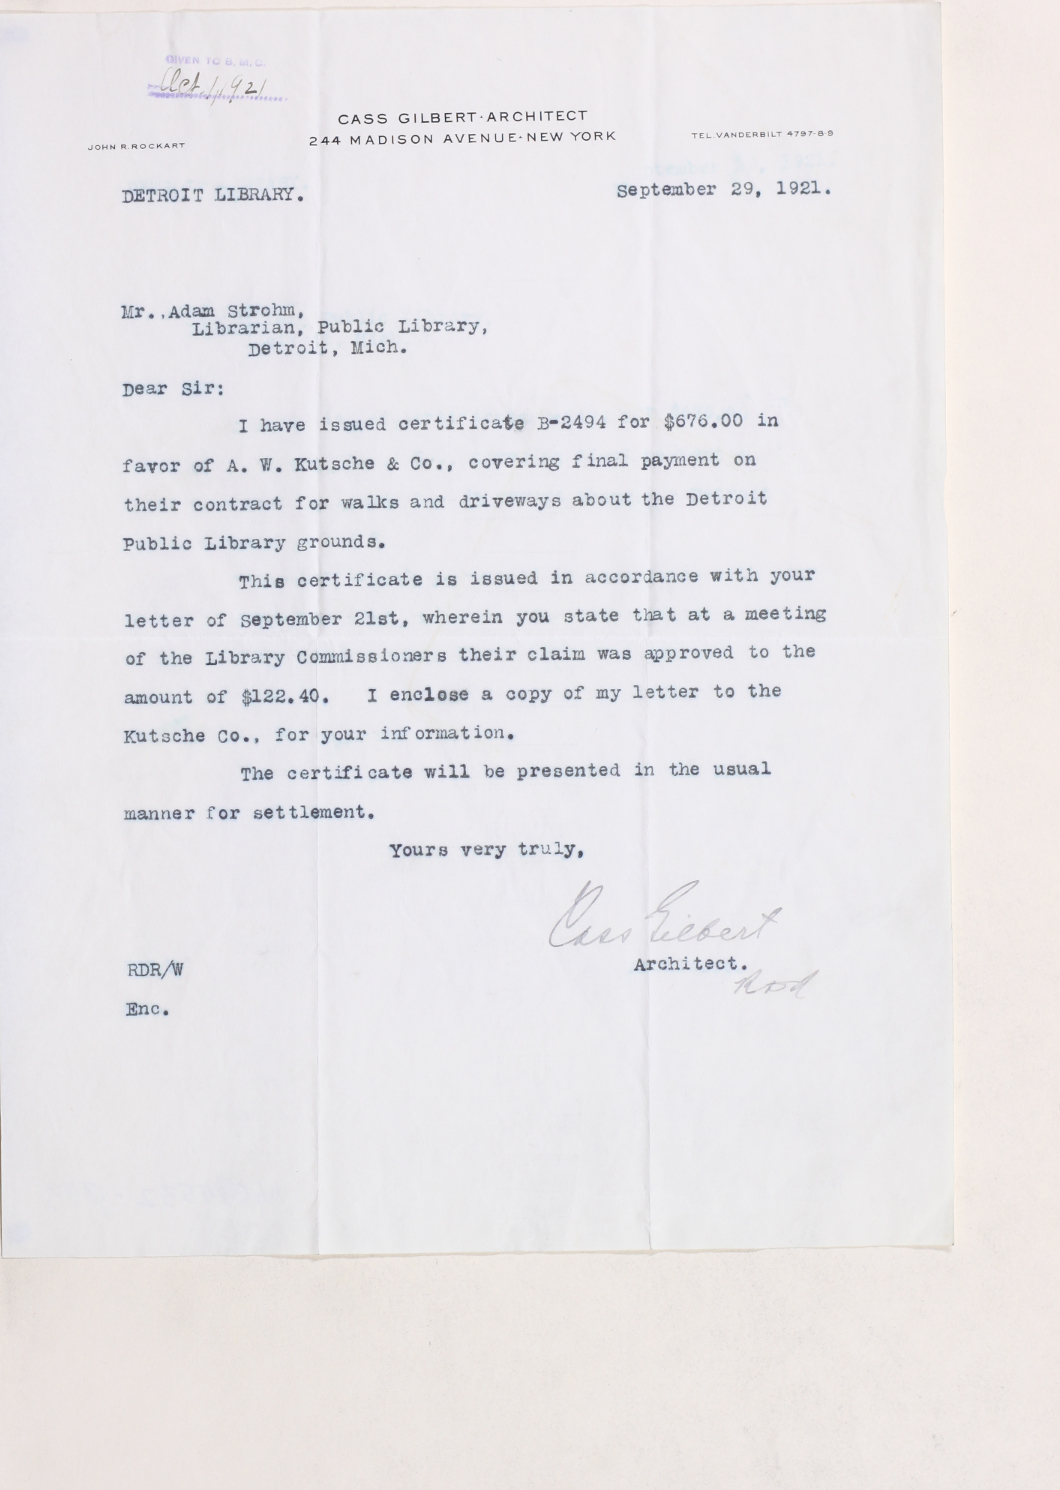 GIVEN TO B. M. C.
Oct 1, 1921
CASS GILBERT·ARCHITECT
244 MADISON AVENUE-NEW YORK
TEL. VANDERBILT 4797-8-9
JOHN R. ROCKART
DETROIT LIBRARY.
September 29, 1921.
Mr., Adam Strohm,
Librarian, Public Library,
Detroit, Mich.
Dear Sir:
I have issued certificate B-2494 for $676.00 in
favor of A. W. Kutsche & Co., covering final payment on
their contract for walks and driveways about the Detroit
Public Library grounds.
This certificate is issued in accordance with your
letter of September 21st, wherein you state that at a meeting
of the Library Commissioners their claim was approved to the
amount of $122.40. I enclose a copy of my letter to the
Kutsche Co., for your information.
The certificate will be presented in the usual
manner for settlement.
Yours very truly,
Cass Gilbert
Architect.
RDR/W
Enc.